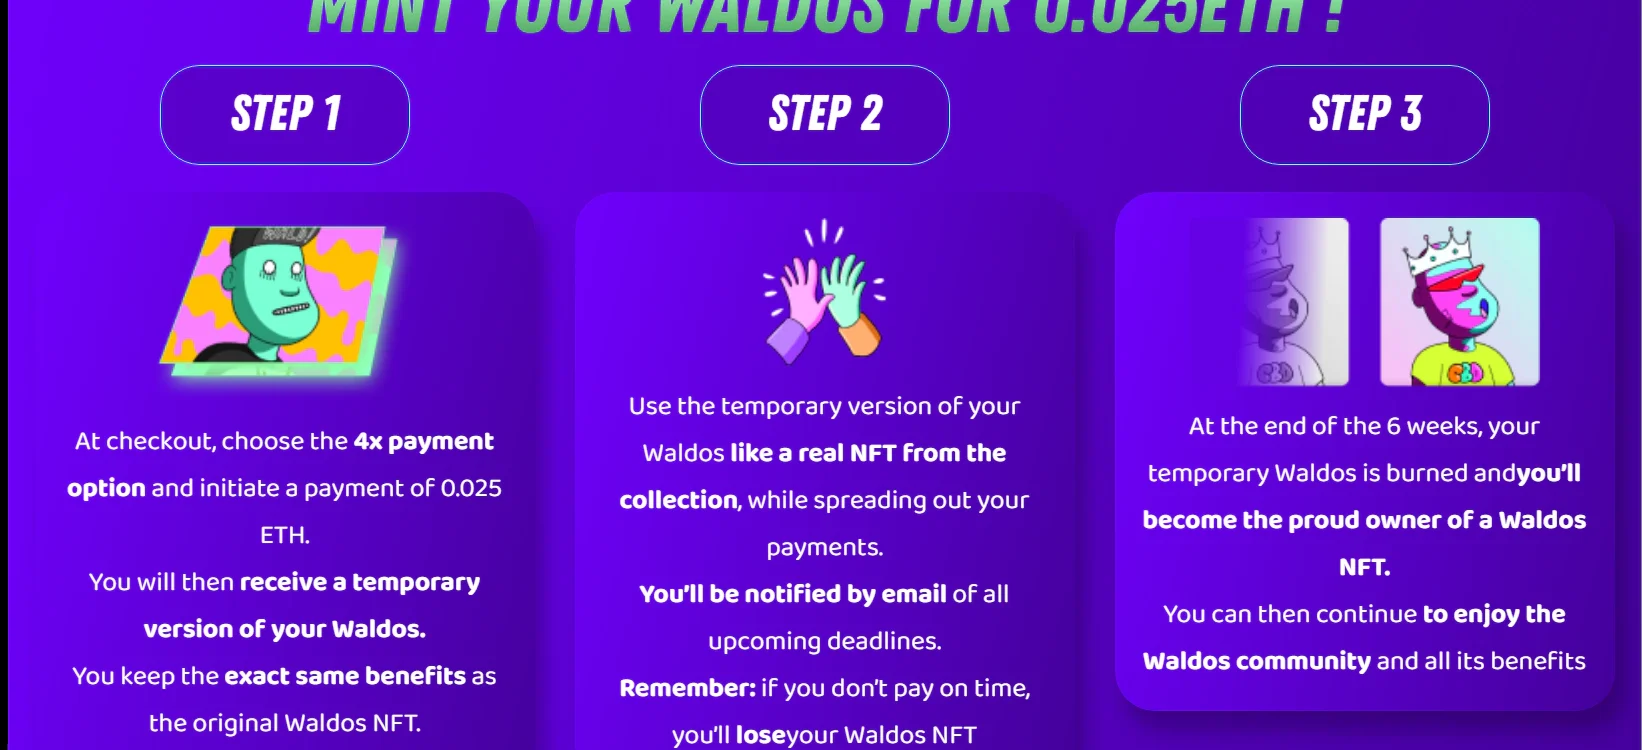 MINT YOUR WALDOS FOR 0.025ETH !
STEP 1
At checkout, choose the 4x payment
option and initiate a payment of 0.025
ETH.
You will then receive a temporary
version of your Waldos.
You keep the exact same benefits as
the original Waldos NFT.
STEP 2
Use the temporary version of your
Waldos like a real NFT from the
collection, while spreading out your
payments.
You'll be notified by email of all
upcoming deadlines.
Remember: if you don't pay on time,
you'll loseyour Waldos NFT
STEP 3
CBD
CBD
At the end of the 6 weeks, your
temporary Waldos is burned andyou'll
become the proud owner of a Waldos
NFT.
You can then continue to enjoy the
Waldos community and all its benefits